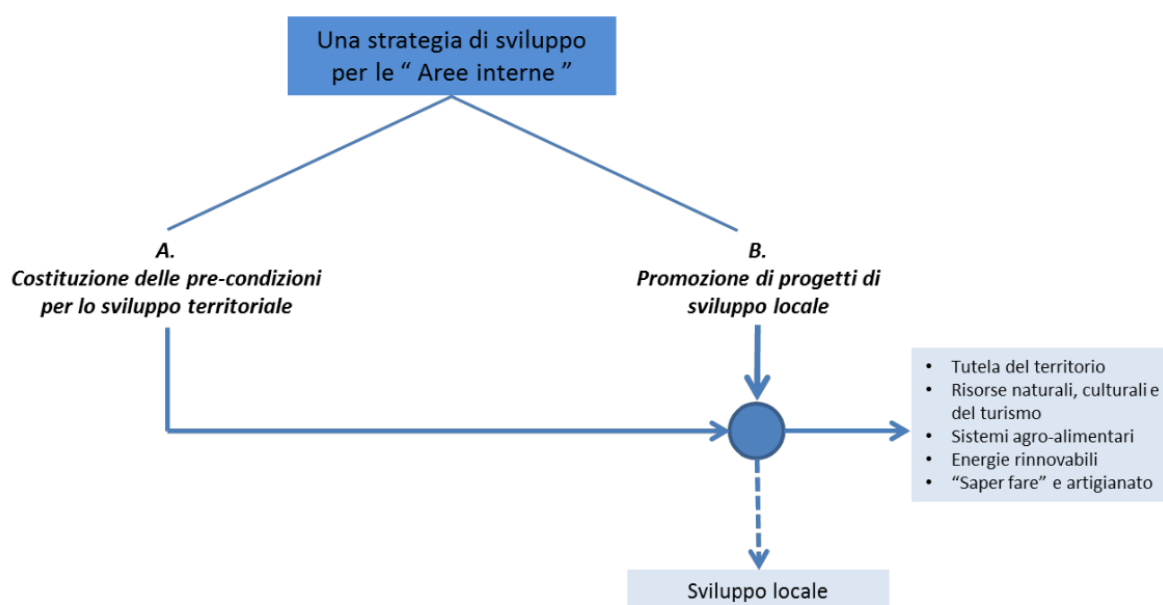 Una strategia di sviluppo
per le “ Aree interne ”
A.
Costituzione delle pre-condizioni
per lo sviluppo territoriale
B.
Promozione di progetti di
sviluppo locale
• Tutela del territorio
• Risorse naturali, culturali e
del turismo
• Sistemi agro-alimentari
• Energie rinnovabili
• “Saper fare” e artigianato
Sviluppo locale